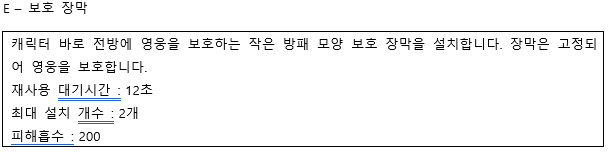 E – 보호 장막
캐릭터 바로 전방에 영웅을 보호하는 작은 방패 모양 보호 장막을 설치합니다. 장막은 고정되
어 영웅을 보호합니다.
재사용 대기시간 : 12초
최대 설치 개수 : 2개
피해흡수 : 200